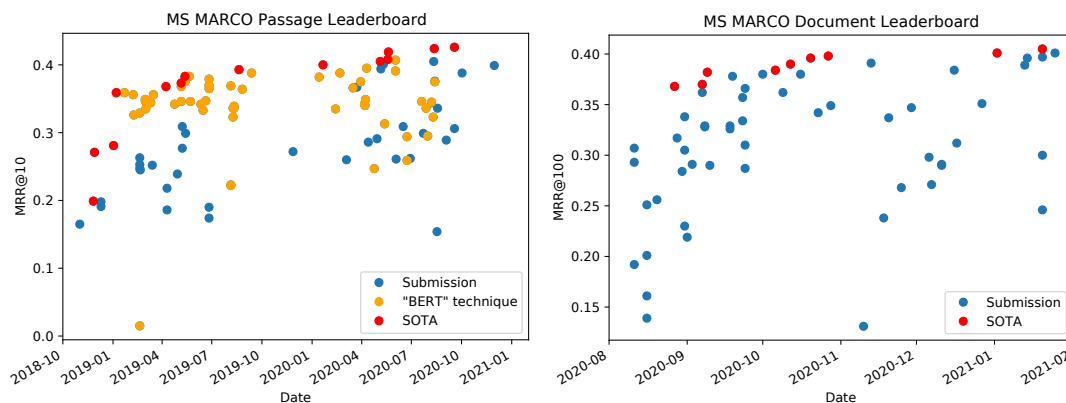 MS MARCO Passage Leaderboard
MRR@10
0.4
0.3
0.2
0.1
0.0
Submission
"BERT" technique
SOTA
2018-10
2019-01
2019-04
2019-07
2019-10
2020-01
2020-04
2020-07
2020-10
2021-01
Date
MS MARCO Document Leaderboard
MRR@100
0.40
0.35
0.30
0.25
0.20
0.15
Submission
SOTA
2020-08
2020-09
2020-10
2020-11
2020-12
2021-01
2021-02
Date